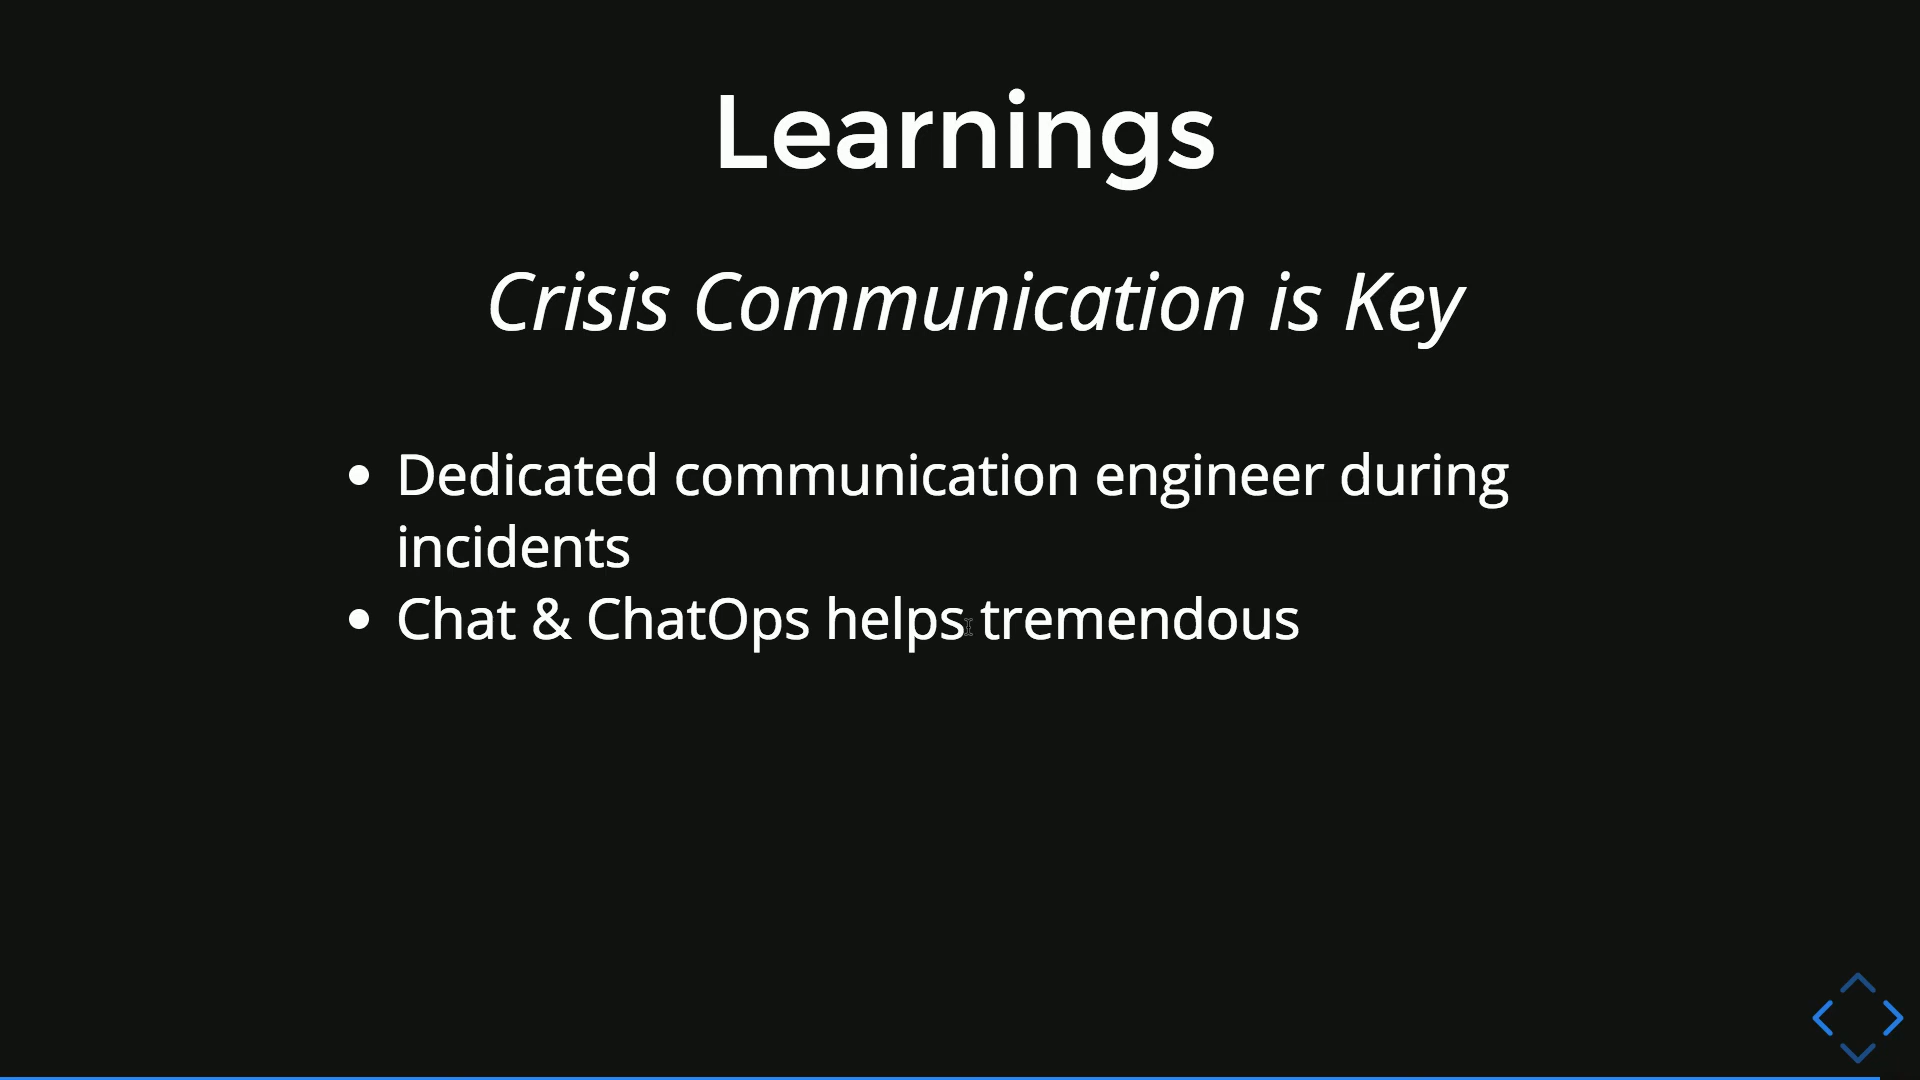 Learnings
Crisis Communication is Key
Dedicated communication engineer during
incidents
Chat & ChatOps helps tremendous